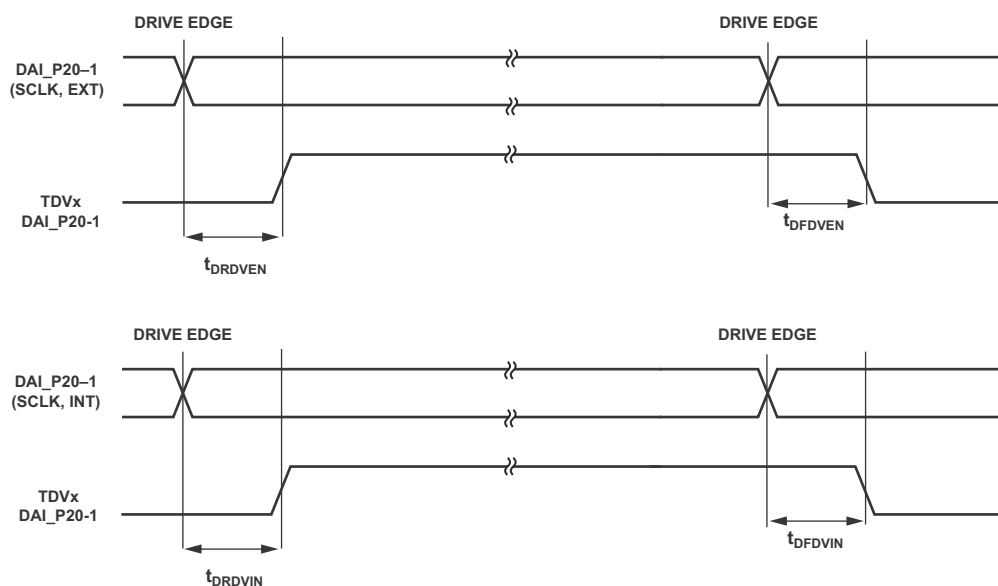 DRIVE EDGE
DRIVE EDGE
DAI_P20–1
(SCLK, EXT)
TDVx
DAI_P20-1
tDRDVEN
tDFDVEN
DRIVE EDGE
DRIVE EDGE
DAI_P20–1
(SCLK, INT)
TDVx
DAI_P20-1
tDRDVIN
tDFDVIN